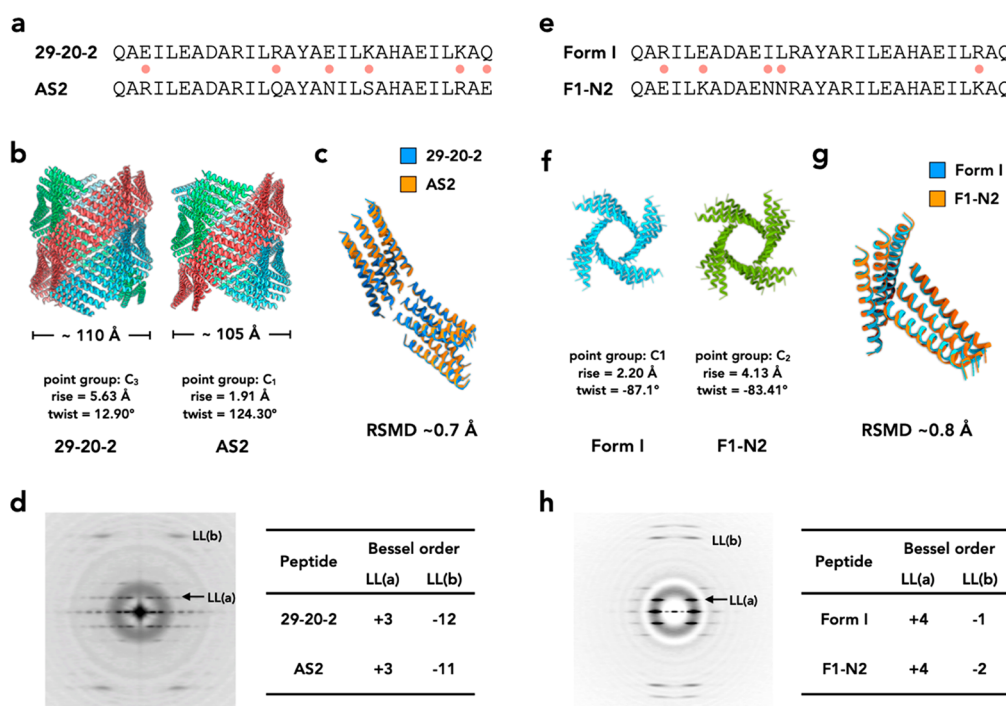 a
29-20-2 QAEILEADARILRAYAEILKAHAEILKAQ
AS2 QARILEADARILQAYANILSAHAEILRAE
b
~ 110 Å
~ 105 Å
point group: C₃
rise = 5.63 Å
twist = 12.90°
29-20-2
point group: C₁
rise = 1.91 Å
twist = 124.30°
AS2
c
29-20-2
AS2
RSMD ~0.7 Å
d
LL(b)
LL(a)
Peptide
Bessel order
LL(a) LL(b)
29-20-2 +3 -12
AS2 +3 -11
e
Form I QARILEADAEILRAYARILEAHAEILRAQ
F1-N2 QAEILKADAENNRAYARILEAHAEILKAQ
f
point group: C1
rise = 2.20 Å
twist = -87.1°
Form I
point group: C₂
rise = 4.13 Å
twist = -83.41°
F1-N2
g
Form I
F1-N2
RSMD ~0.8 Å
h
LL(b)
LL(a)
Peptide
Bessel order
LL(a) LL(b)
Form I +4 -1
F1-N2 +4 -2